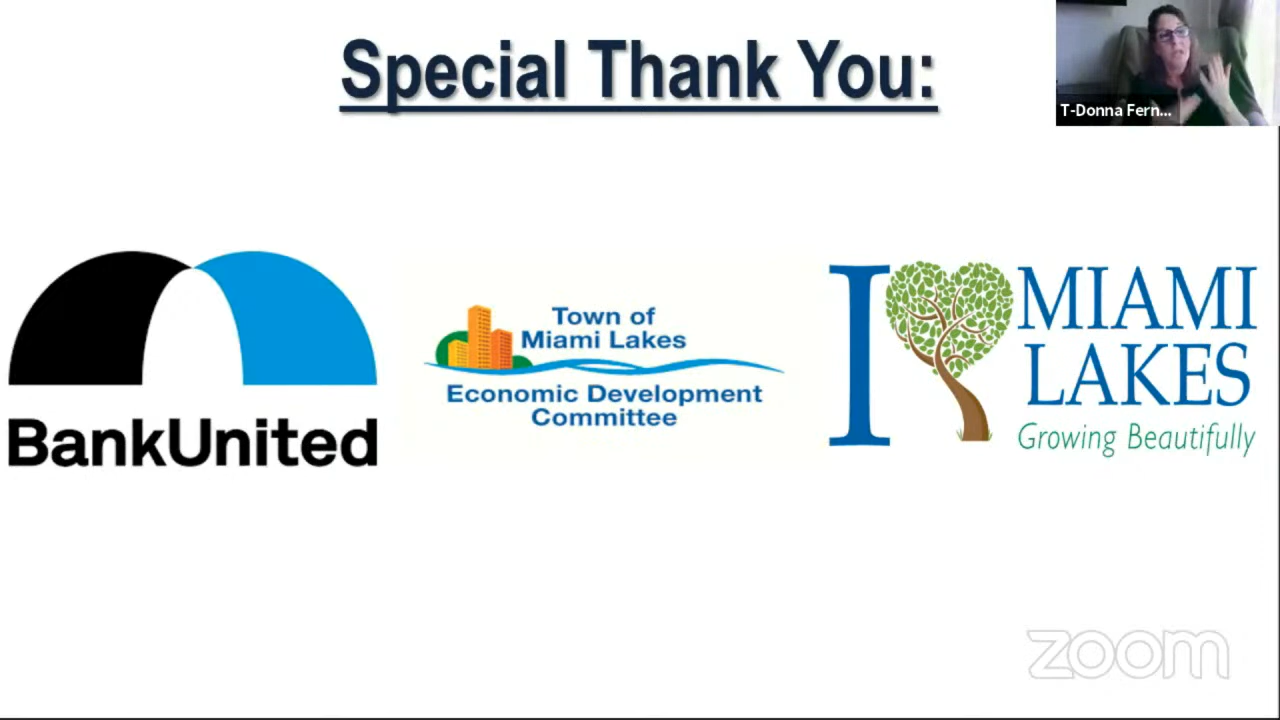 Special Thank You:
T-Donna Fern...
BankUnited
Town of
Miami Lakes
Economic Development
Committee
I MIAMI
LAKES
Growing Beautifully
zoom